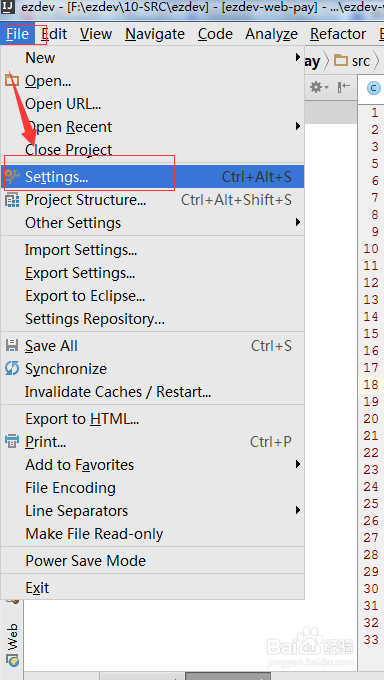 ezdev - [F:\ezdev\10-SRC\ezdev] - [ezdev-web-pay] - ...\ezdev-w
File Edit View Navigate Code Analyze Refactor
ay src
New
Open...
Open URL...
Open Recent
Close Project
Settings... Ctrl+Alt+S
Project Structure... Ctrl+Alt+Shift+S
Other Settings
Import Settings...
Export Settings...
Export to Eclipse...
Settings Repository...
Save All Ctrl+S
Synchronize
Invalidate Caches / Restart...
Export to HTML...
Print... Ctrl+P
Add to Favorites
File Encoding
Line Separators
Make File Read-only
Power Save Mode
Exit
1
2
3
5
6
7
8
9
10
11
12
13
14
15
16
17
18
19
20
21
22
23
24
25
26
27
28
29
30
31
32
33
Web
Baidu 经验
jingyan.baidu.com